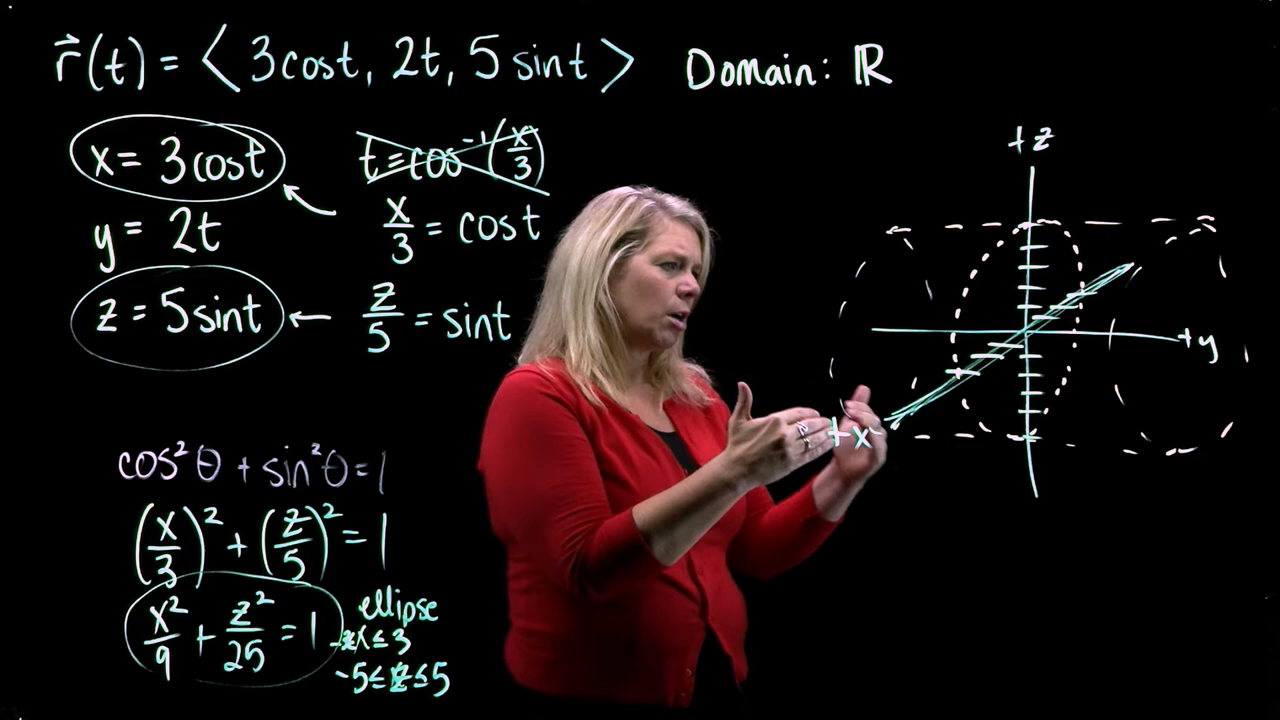 r⃗(t) = ⟨3cost, 2t, 5sint⟩ Domain: ℝ
x = 3cost
t = cos⁻¹(x/3)
y = 2t
x/3 = cost
z = 5sint
z/5 = sint
cos²θ + sin²θ = 1
(x/3)² + (z/5)² = 1
x²/9 + z²/25 = 1
ellipse
x ≤ 3
-5 ≤ z ≤ 5
+z
+y
+x